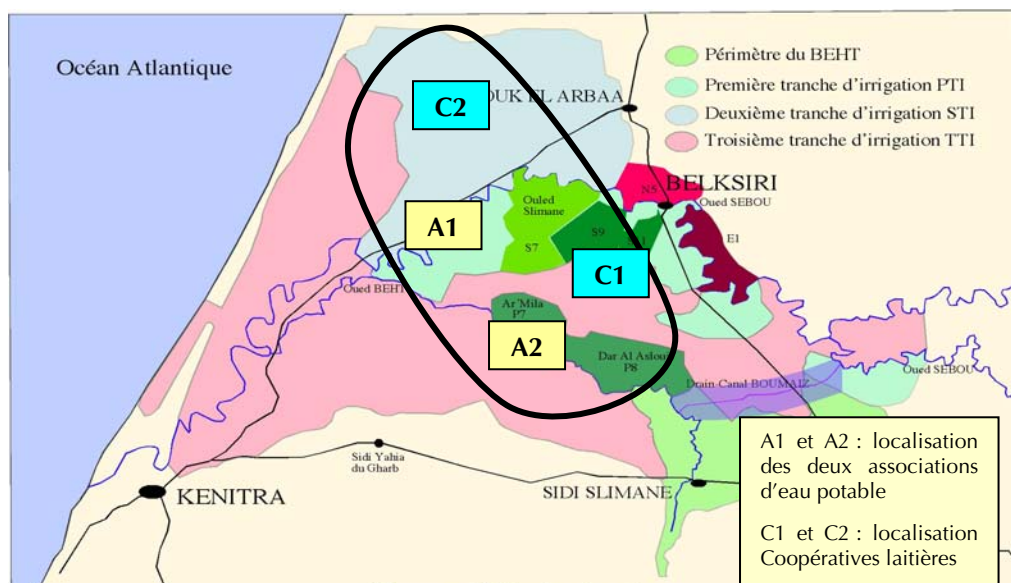 Océan Atlantique
Périmètre du BEHT
Première tranche d'irrigation PTI
Deuxième tranche d'irrigation STI
Troisième tranche d'irrigation TTI
C2
OUK EL ARBAA
N5
BELKSIRI
Oued SEBOU
Ouled
Slimane
A1
S9
E1
S7
C1
Oued BEHT
Ar'Mila
P7
A2
Dar Al Aslouj
P8
Oued SEBOU
Drain-Canal BOUMAIZ
Sidi Yahia
du Gharb
KENITRA
SIDI SLIMANE
A1 et A2 : localisation
des deux associations
d'eau potable
C1 et C2 : localisation
Coopératives laitières